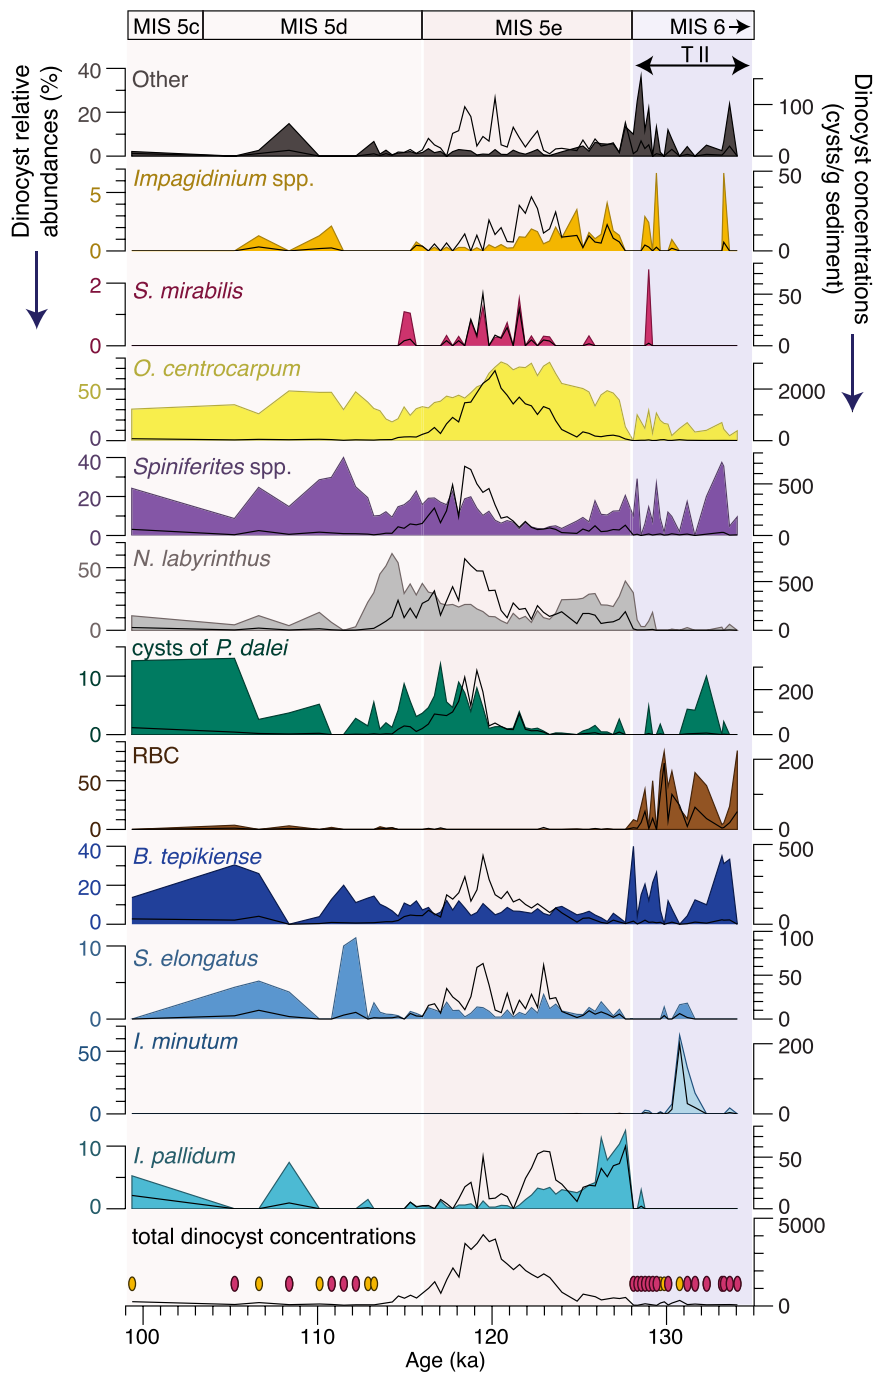 MIS 5c MIS 5d MIS 5e MIS 6
T II
Dinocyst relative
abundances (%)
Dinocyst concentrations
(cysts/g sediment)
Other
40
20
0
100
0
Impagidinium spp.
5
0
50
0
S. mirabilis
2
0
50
0
O. centrocarpum
50
0
2000
0
Spiniferites spp.
40
20
0
500
0
N. labyrinthus
50
0
500
0
cysts of P. dalei
10
0
200
0
RBC
50
0
200
0
B. tepikiense
40
20
0
500
0
S. elongatus
10
0
100
50
0
I. minutum
50
0
200
0
I. pallidum
10
0
50
0
total dinocyst concentrations
5000
0
100 110 120 130
Age (ka)